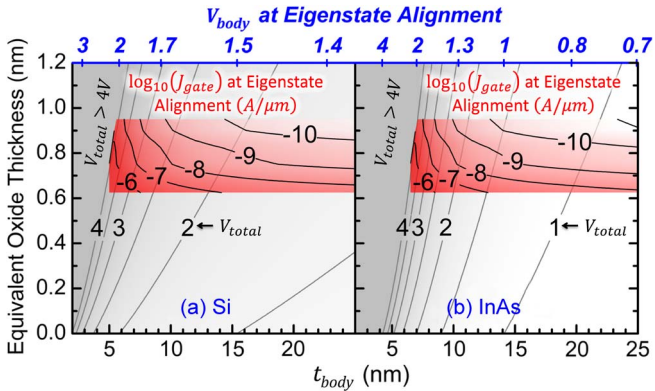 V_body at Eigenstate Alignment
3 2 1.7 1.5 1.4 4 2 1.3 1 0.8 0.7
Equivalent Oxide Thickness (nm)
1.2
1.0
0.8
0.6
0.4
0.2
0.0
V_total > 4V
log10(J_gate) at Eigenstate
Alignment (A/μm)
-10
-9
-8
-7
-6
4 3 2 ← V_total
(a) Si
V_total > 4V
log10(J_gate) at Eigenstate
Alignment (A/μm)
-10
-9
-8
-7
-6
4 3 2 1 ← V_total
(b) InAs
5 10 15 20 5 10 15 20 25
t_body (nm)